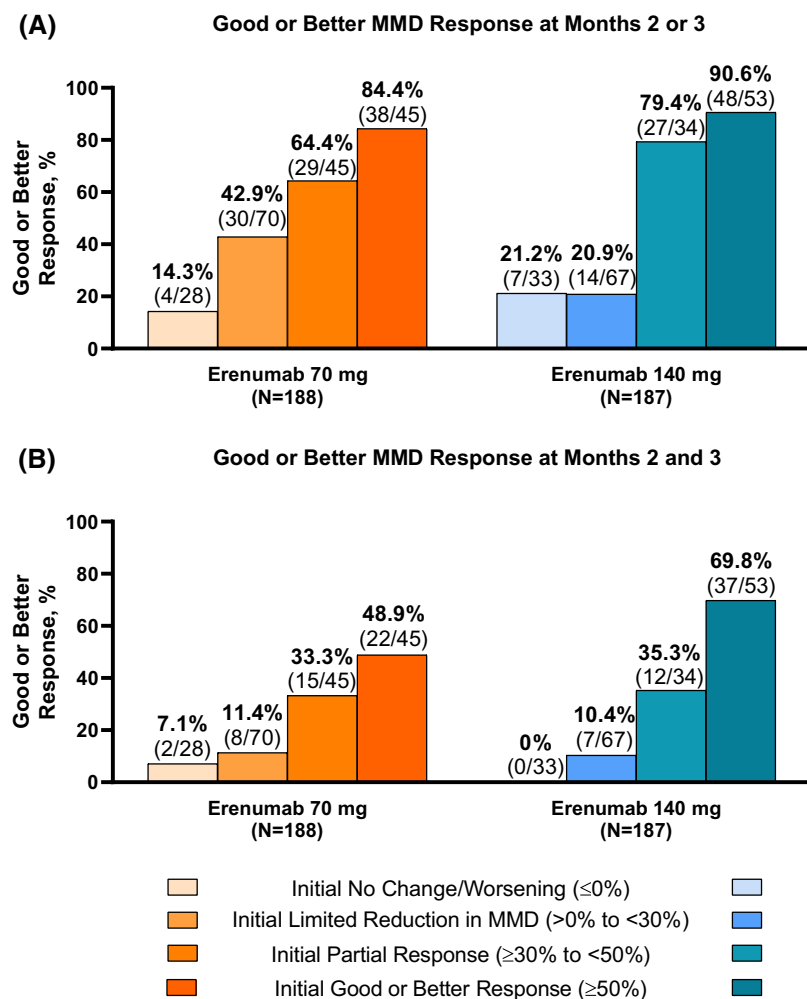 (A) Good or Better MMD Response at Months 2 or 3
Good or Better
Response, %
100
80
60
40
20
0
14.3%
(4/28)
42.9%
(30/70)
64.4%
(29/45)
84.4%
(38/45)
21.2%
(7/33)
20.9%
(14/67)
79.4%
(27/34)
90.6%
(48/53)
Erenumab 70 mg
(N=188)
Erenumab 140 mg
(N=187)
(B) Good or Better MMD Response at Months 2 and 3
Good or Better
Response, %
100
80
60
40
20
0
7.1%
(2/28)
11.4%
(8/70)
33.3%
(15/45)
48.9%
(22/45)
0%
(0/33)
10.4%
(7/67)
35.3%
(12/34)
69.8%
(37/53)
Erenumab 70 mg
(N=188)
Erenumab 140 mg
(N=187)
Initial No Change/Worsening (≤0%)
Initial Limited Reduction in MMD (>0% to <30%)
Initial Partial Response (≥30% to <50%)
Initial Good or Better Response (≥50%)